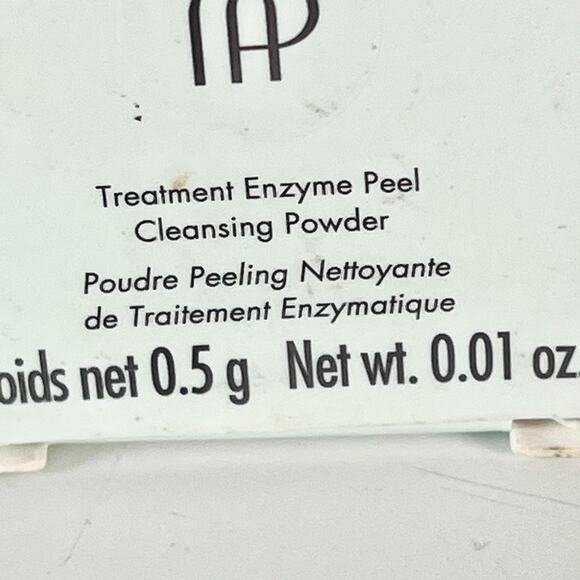 Treatment Enzyme Peel
Cleansing Powder
Poudre Peeling Nettoyante
de Traitement Enzymatique
oids net 0.5 g Net wt. 0.01 oz.